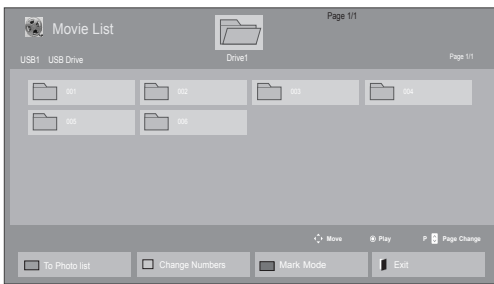 Page 1/1
Movie List
USB1 USB Drive
Drive1
Page 1/1
001 002 003 004
005 006
Move Play P Page Change
To Photo list Change Numbers Mark Mode Exit